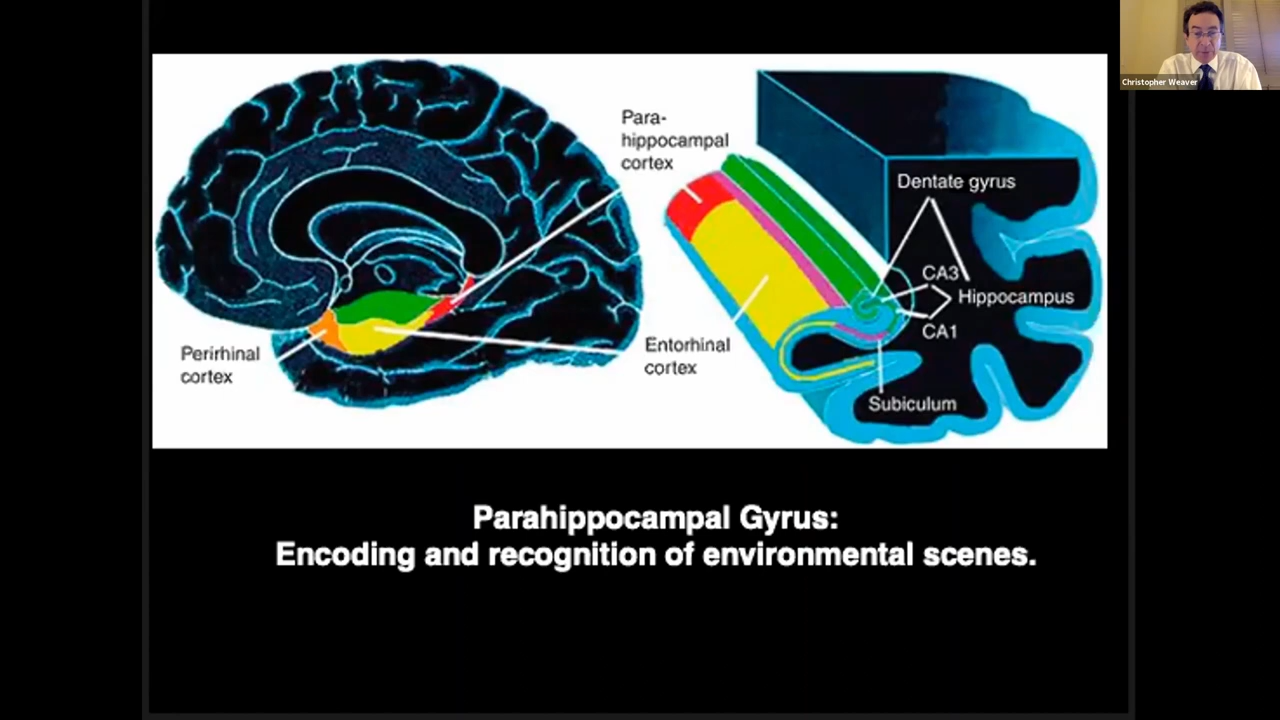 Christopher Weaver
Para-
hippocampal
cortex
Dentate gyrus
CA3
Hippocampus
CA1
Perirhinal
cortex
Entorhinal
cortex
Subiculum
Parahippocampal Gyrus:
Encoding and recognition of environmental scenes.